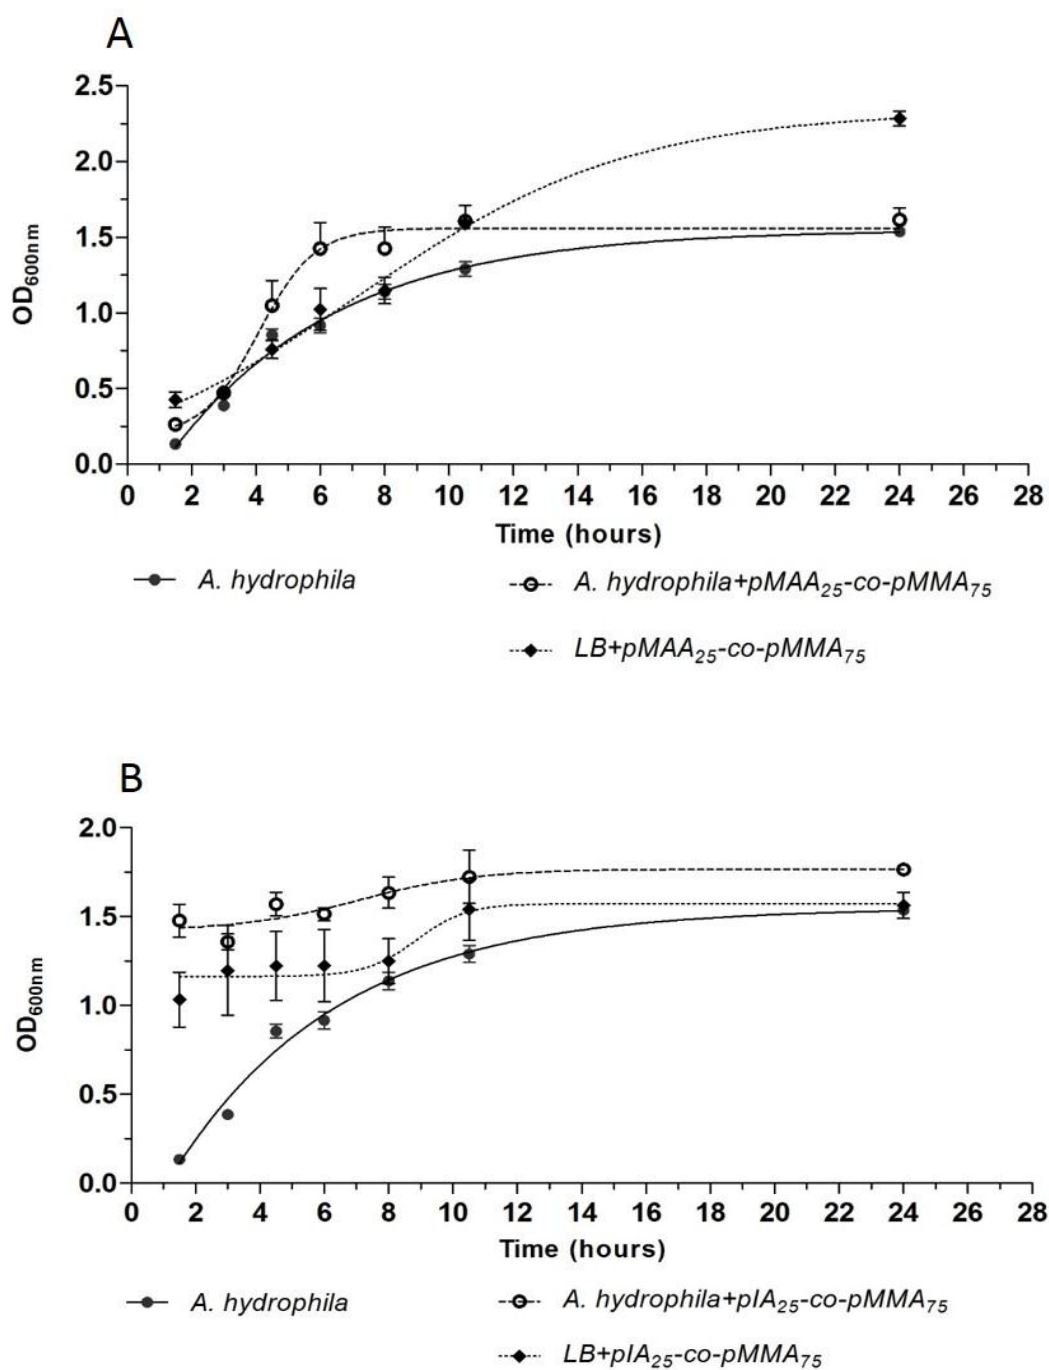 A
2.5
2.0
1.5
1.0
0.5
0.0
OD600nm
0 2 4 6 8 10 12 14 16 18 20 22 24 26 28
Time (hours)
A. hydrophila
A. hydrophila+pMAA25-co-pMMA75
LB+pMAA25-co-pMMA75
B
2.0
1.5
1.0
0.5
0.0
OD600nm
0 2 4 6 8 10 12 14 16 18 20 22 24 26 28
Time (hours)
A. hydrophila
A. hydrophila+pIA25-co-pMMA75
LB+pIA25-co-pMMA75